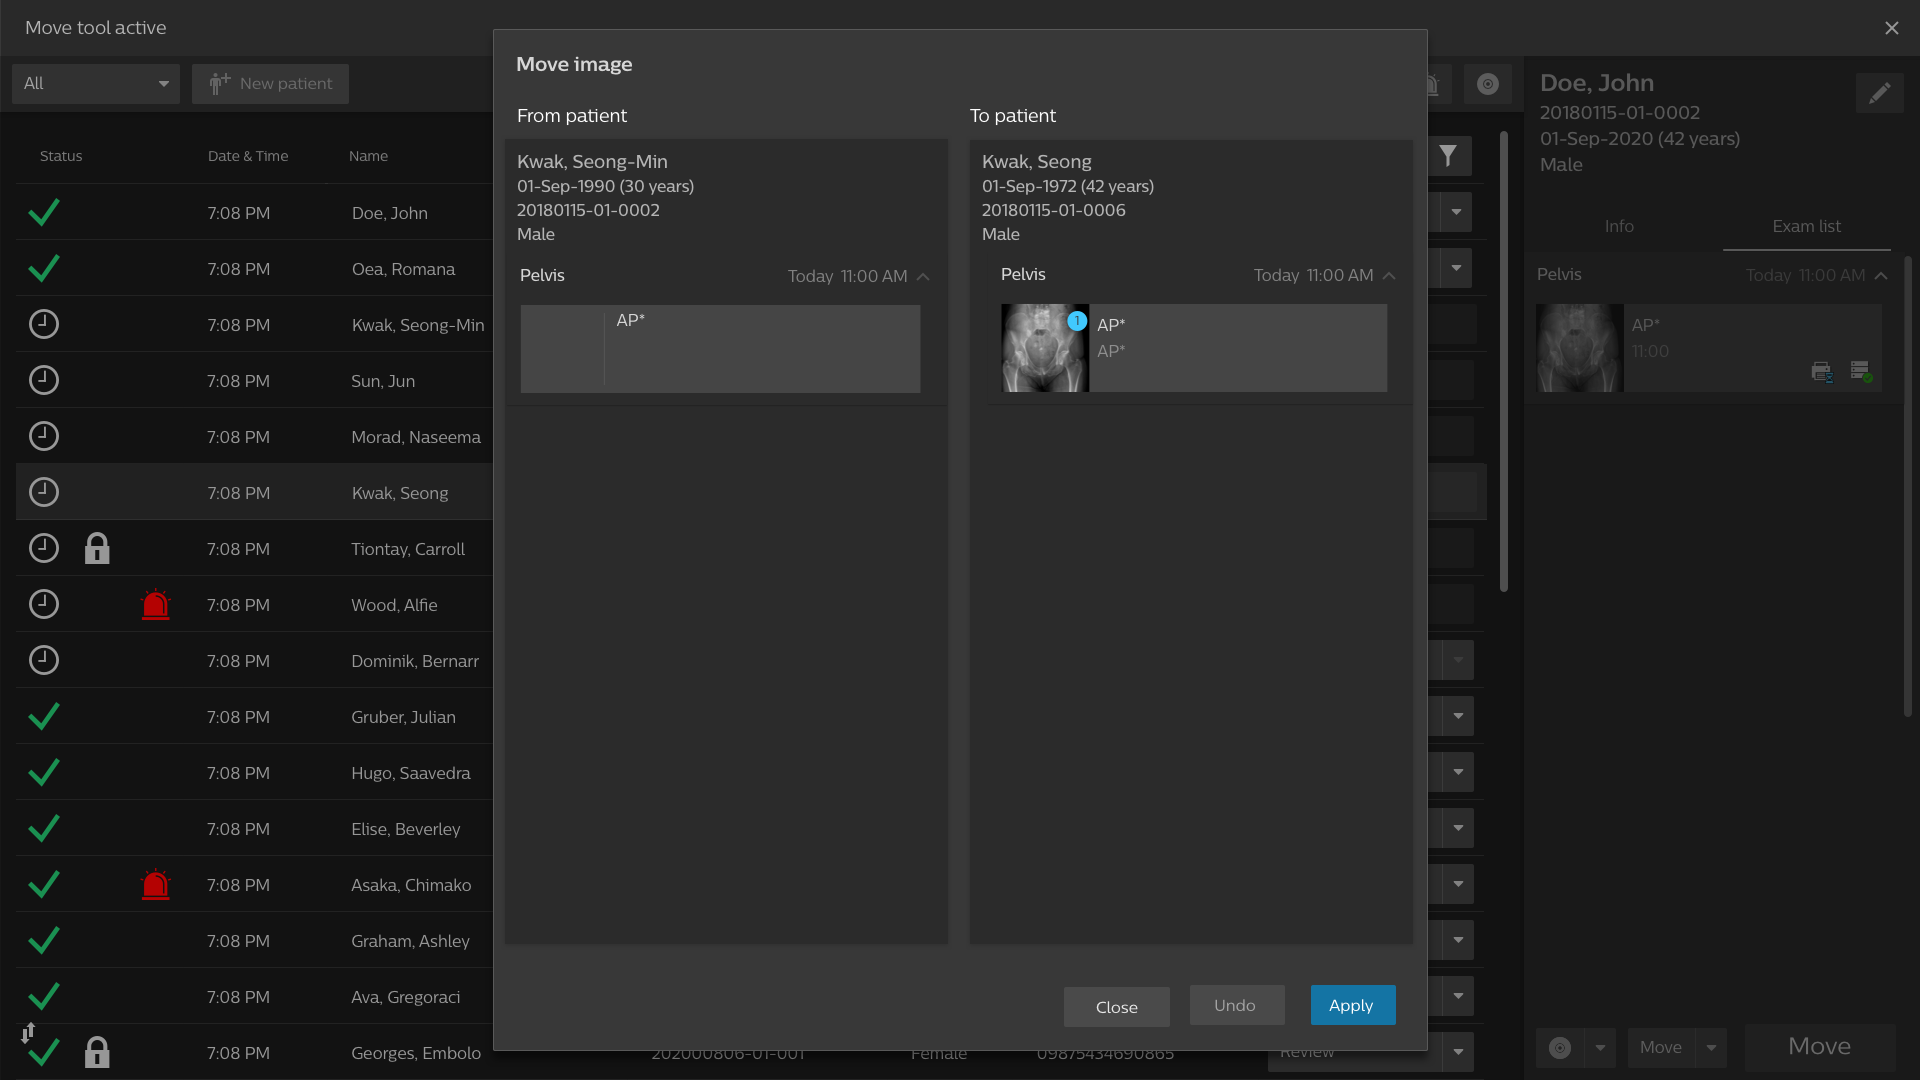 Move tool active
All
New patient
Status Date & Time Name
7:08 PM Doe, John
7:08 PM Oea, Romana
7:08 PM Kwak, Seong-Min
7:08 PM Sun, Jun
7:08 PM Morad, Naseema
7:08 PM Kwak, Seong
7:08 PM Tiontay, Carroll
7:08 PM Wood, Alfie
7:08 PM Dominik, Bernarr
7:08 PM Gruber, Julian
7:08 PM Hugo, Saavedra
7:08 PM Elise, Beverley
7:08 PM Asaka, Chimako
7:08 PM Graham, Ashley
7:08 PM Ava, Gregoraci
7:08 PM Georges, Embolo 202000806-01-001 Female 09875434690865 Review
Move image
From patient
Kwak, Seong-Min
01-Sep-1990 (30 years)
20180115-01-0002
Male
Pelvis Today 11:00 AM
AP*
To patient
Kwak, Seong
01-Sep-1972 (42 years)
20180115-01-0006
Male
Pelvis Today 11:00 AM
1
AP*
AP*
Close
Undo
Apply
Doe, John
20180115-01-0002
01-Sep-2020 (42 years)
Male
Info Exam list
Pelvis Today 11:00 AM
AP*
11:00
Move
Move